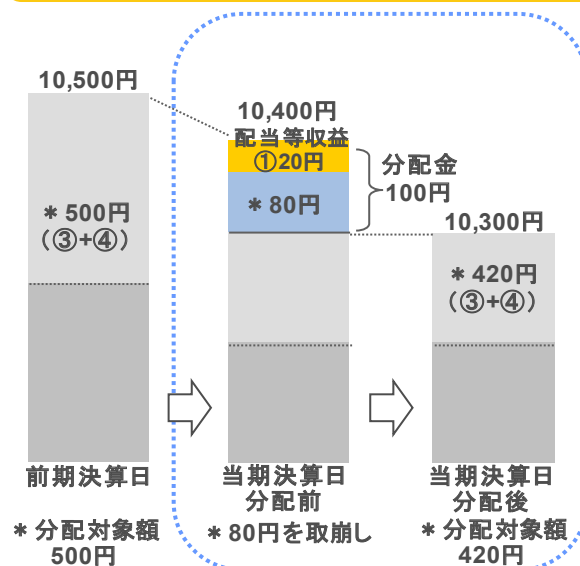 10,500円
＊500円
（③+④）
前期決算日
＊分配対象額
500円
10,400円
配当等収益
①20円
＊80円
分配金
100円
当期決算日
分配前
＊80円を取崩し
10,300円
＊420円
（③+④）
当期決算日
分配後
＊分配対象額
420円